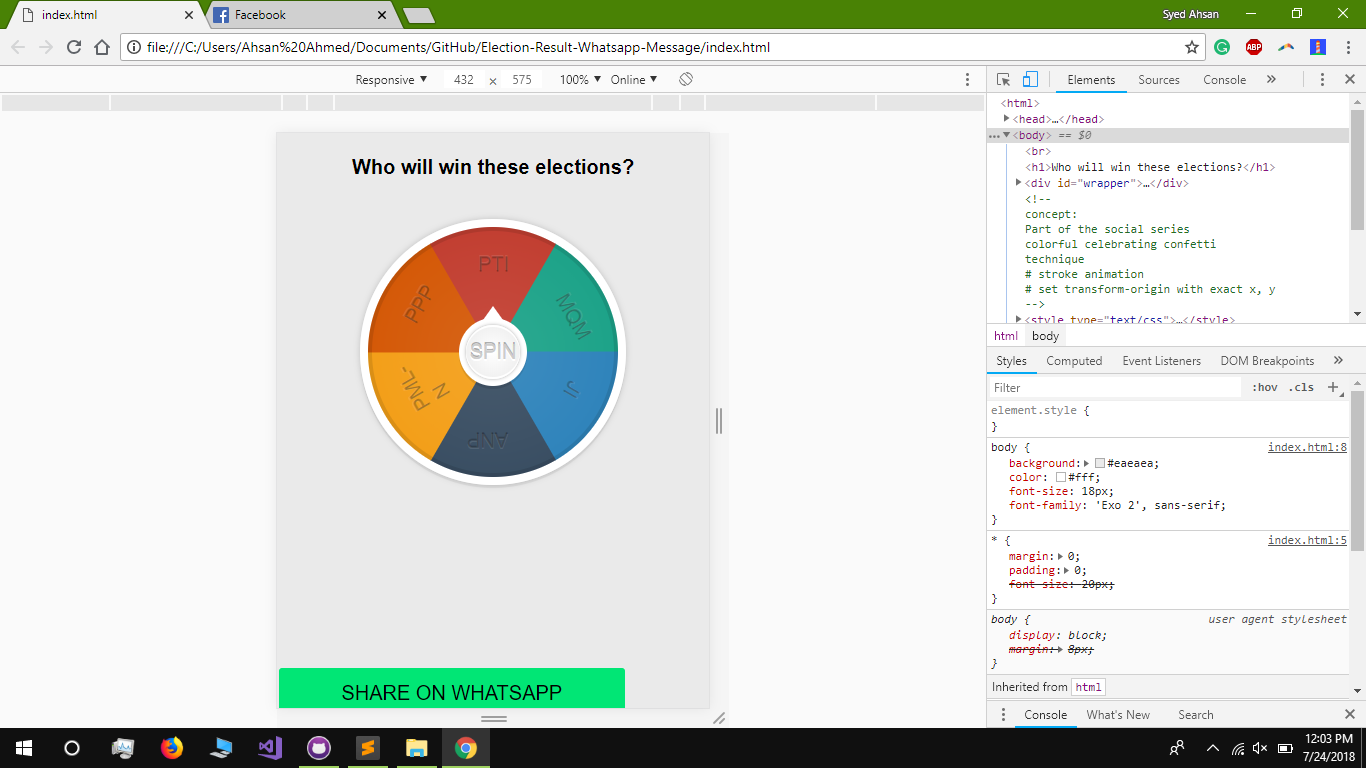 index.html
Facebook
Syed Ahsan
file:///C:/Users/Ahsan%20Ahmed/Documents/GitHub/Election-Result-Whatsapp-Message/index.html
ABP
Responsive ▼ 432 × 575 100% ▼ Online ▼
Elements Sources Console »
Who will win these elections?
PTI
MQM
JI
ANP
PML-
N
PPP
SPIN
SHARE ON WHATSAPP
<html>
<head>…</head>
<body> == $0
<br>
<h1>Who will win these elections?</h1>
<div id="wrapper">…</div>
<!--
concept:
Part of the social series
colorful celebrating confetti
technique
# stroke animation
# set transform-origin with exact x, y
-->
<style type="text/css">…</style>
html body
Styles Computed Event Listeners DOM Breakpoints »
Filter :hov .cls +
element.style {
}
body { index.html:8
background: #eaeaea;
color: #fff;
font-size: 18px;
font-family: 'Exo 2', sans-serif;
}
* { index.html:5
margin: 0;
padding: 0;
font-size: 20px;
}
body { user agent stylesheet
display: block;
margin: 8px;
}
Inherited from html
Console What's New Search
12:03 PM
7/24/2018